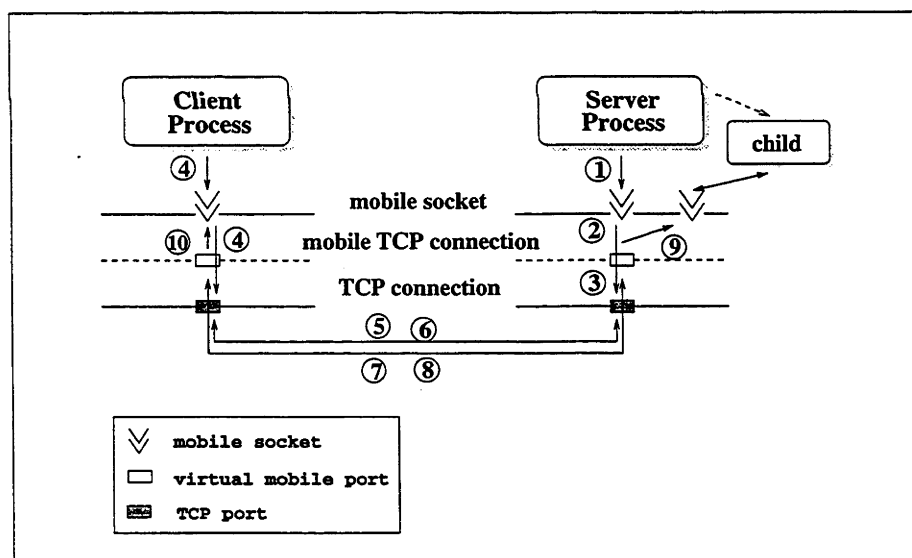 Client
Process
Server
Process
child
④
①
mobile socket
②
⑩
④
mobile TCP connection
⑨
③
TCP connection
⑤ ⑥
⑦ ⑧
mobile socket
virtual mobile port
TCP port